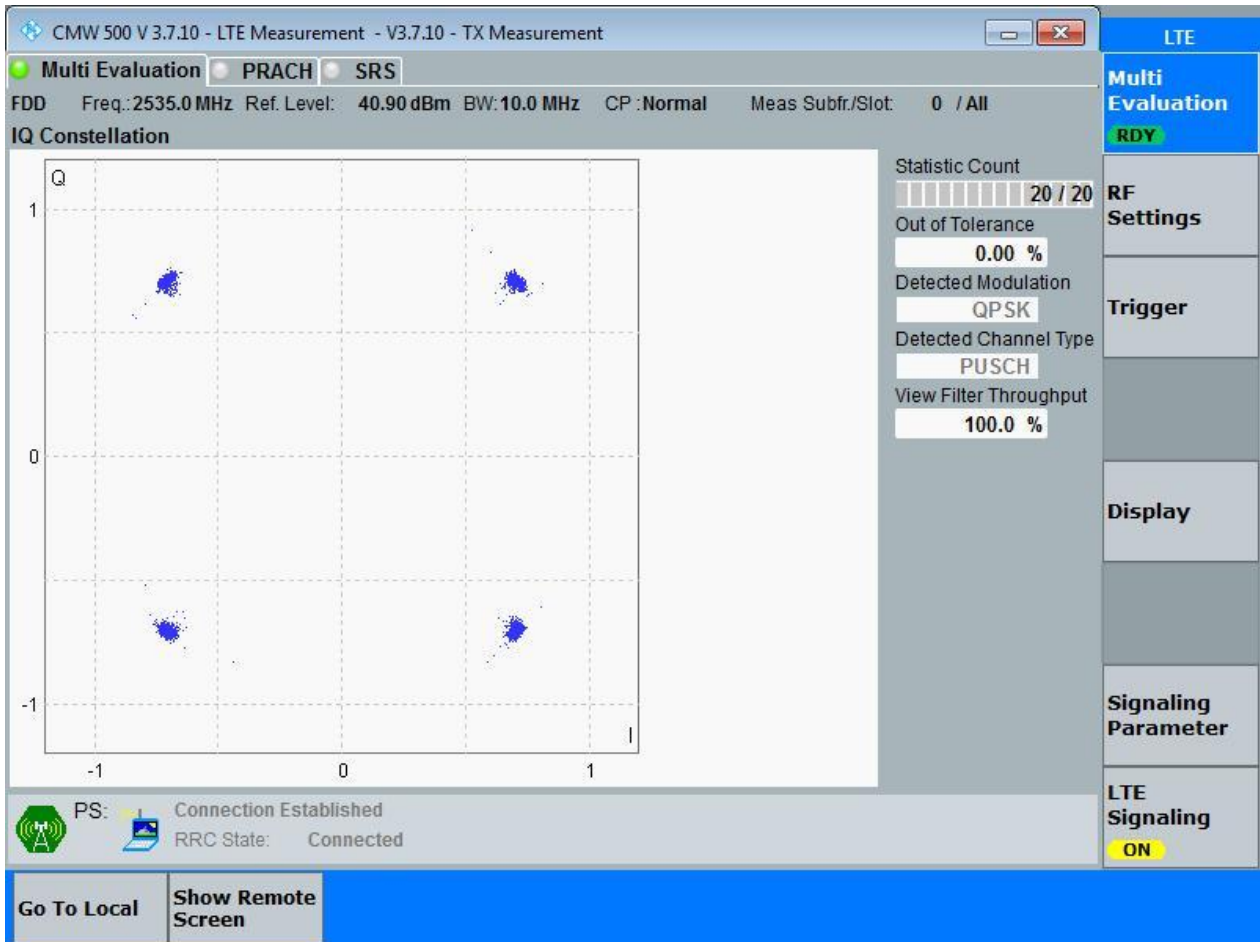 CMW 500 V 3.7.10 - LTE Measurement - V3.7.10 - TX Measurement
LTE
Multi Evaluation PRACH SRS
FDD Freq.: 2535.0 MHz Ref. Level: 40.90 dBm BW: 10.0 MHz CP : Normal Meas Subfr./Slot: 0 / All
IQ Constellation
Q
1
0
-1
I
-1 0 1
Statistic Count
20 / 20
Out of Tolerance
0.00 %
Detected Modulation
QPSK
Detected Channel Type
PUSCH
View Filter Throughput
100.0 %
Multi
Evaluation
RDY
RF
Settings
Trigger
Display
Signaling
Parameter
LTE
Signaling
ON
PS: Connection Established
RRC State: Connected
Go To Local
Show Remote
Screen